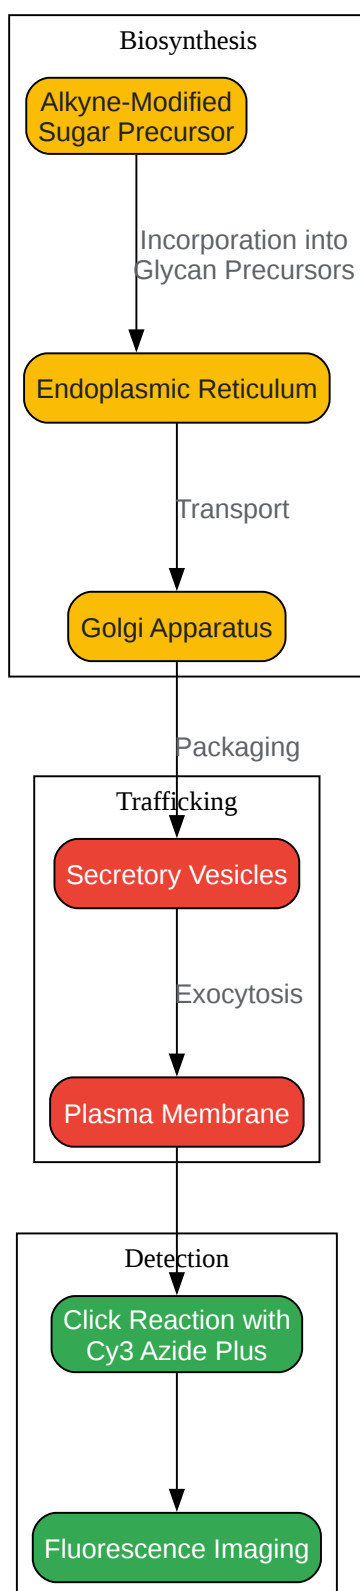 Biosynthesis
Alkyne-Modified
Sugar Precursor
Incorporation into
Glycan Precursors
Endoplasmic Reticulum
Transport
Golgi Apparatus
Packaging
Trafficking
Secretory Vesicles
Exocytosis
Plasma Membrane
Detection
Click Reaction with
Cy3 Azide Plus
Fluorescence Imaging